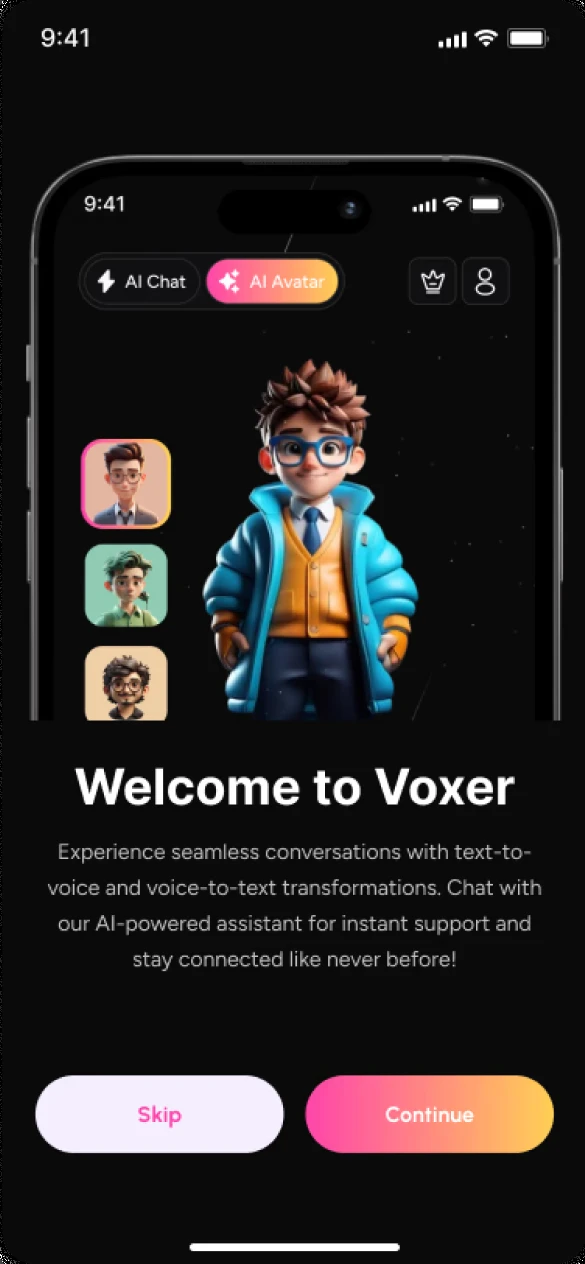 9:41
9:41
AI Chat
AI Avatar
Welcome to Voxer
Experience seamless conversations with text-to-
voice and voice-to-text transformations. Chat with
our AI-powered assistant for instant support and
stay connected like never before!
Skip
Continue